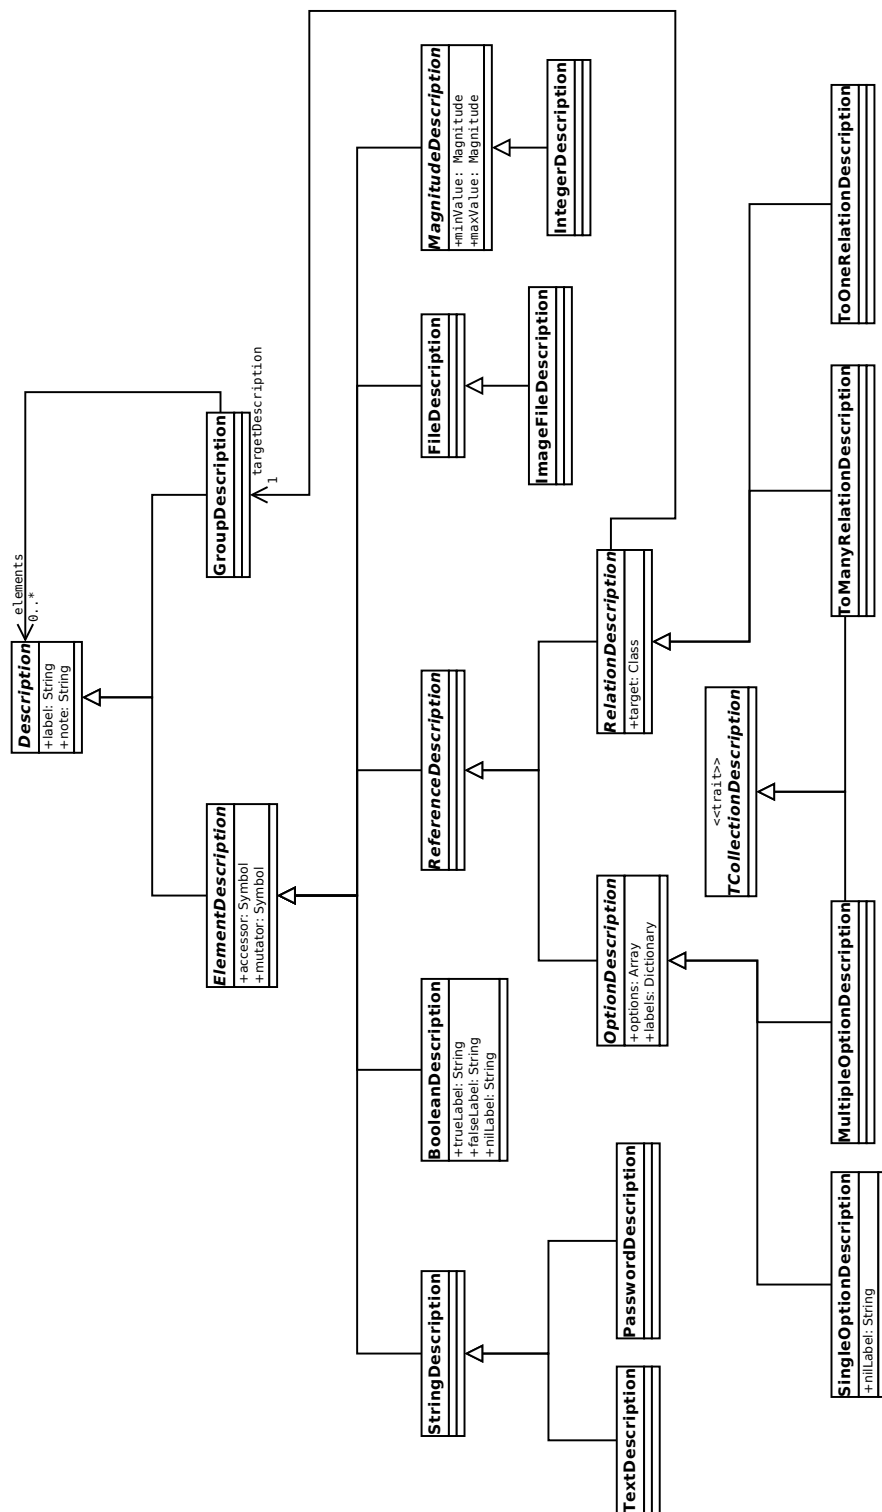 Description
+label: String
+note: String
elements
0..*
ElementDescription
+accessor: Symbol
+mutator: Symbol
GroupDescription
targetDescription
1
StringDescription
BooleanDescription
+trueLabel: String
+falseLabel: String
+nilLabel: String
ReferenceDescription
FileDescription
MagnitudeDescription
+minValue: Magnitude
+maxValue: Magnitude
ImageFileDescription
IntegerDescription
TextDescription
PasswordDescription
OptionDescription
+options: Array
+labels: Dictionary
RelationDescription
+target: Class
<<trait>>
TCollectionDescription
SingleOptionDescription
+nilLabel: String
MultipleOptionDescription
ToManyRelationDescription
ToOneRelationDescription